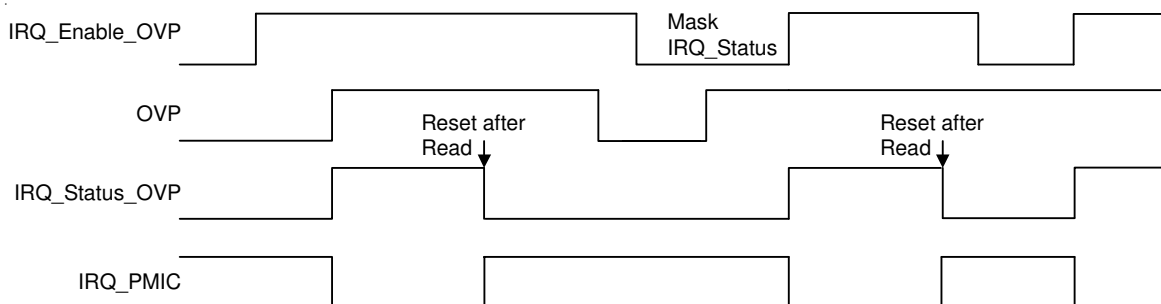 IRQ_Enable_OVP
Mask
IRQ_Status
OVP
Reset after
Read
Reset after
Read
IRQ_Status_OVP
IRQ_PMIC